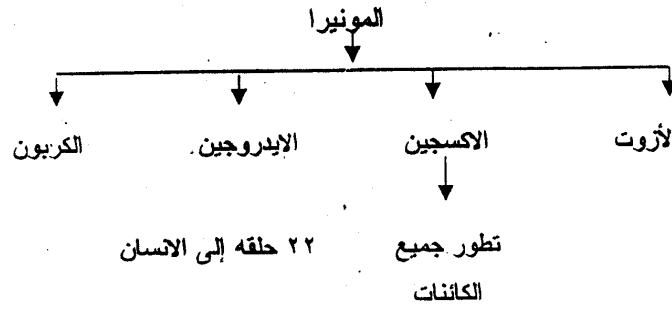 المونيرا
لأزوت الاكسجين الايدروجين الكربون
تطور جميع ٢٢ حلقه إلى الانسان
الكائنات